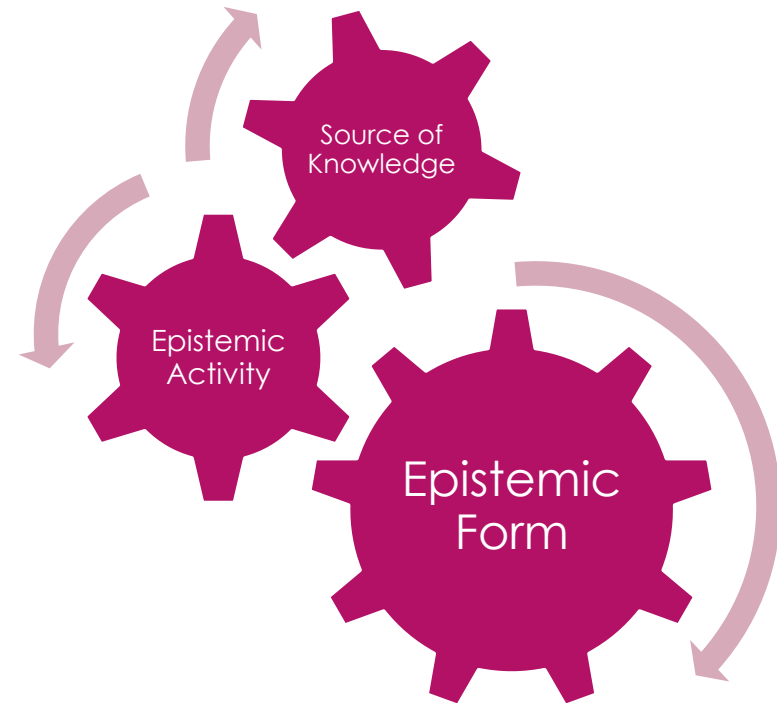 Source of
Knowledge
Epistemic
Activity
Epistemic
Form